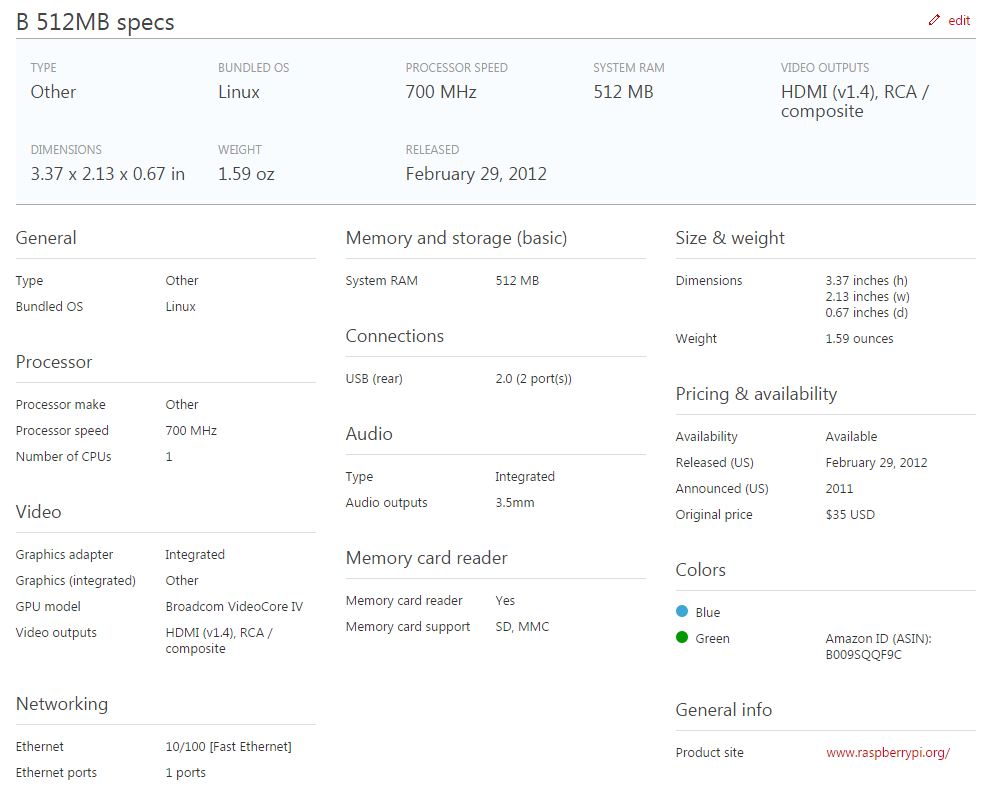 B 512MB specs
edit
TYPE
Other
BUNDLED OS
Linux
PROCESSOR SPEED
700 MHz
SYSTEM RAM
512 MB
VIDEO OUTPUTS
HDMI (v1.4), RCA /
composite
DIMENSIONS
3.37 x 2.13 x 0.67 in
WEIGHT
1.59 oz
RELEASED
February 29, 2012
General
Type Other
Bundled OS Linux
Processor
Processor make Other
Processor speed 700 MHz
Number of CPUs 1
Video
Graphics adapter Integrated
Graphics (integrated) Other
GPU model Broadcom VideoCore IV
Video outputs HDMI (v1.4), RCA /
composite
Networking
Ethernet 10/100 [Fast Ethernet]
Ethernet ports 1 ports
Memory and storage (basic)
System RAM 512 MB
Connections
USB (rear) 2.0 (2 port(s))
Audio
Type Integrated
Audio outputs 3.5mm
Memory card reader
Memory card reader Yes
Memory card support SD, MMC
Size & weight
Dimensions 3.37 inches (h)
2.13 inches (w)
0.67 inches (d)
Weight 1.59 ounces
Pricing & availability
Availability Available
Released (US) February 29, 2012
Announced (US) 2011
Original price $35 USD
Colors
Blue
Green Amazon ID (ASIN):
B009SQQF9C
General info
Product site www.raspberrypi.org/